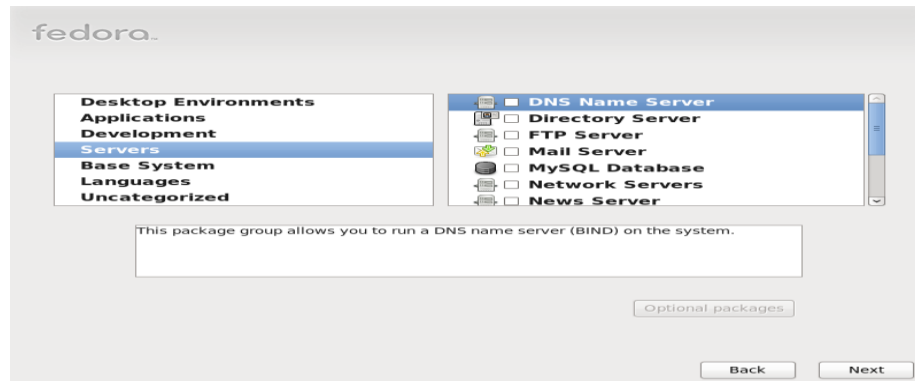 fedora
Desktop Environments
Applications
Development
Servers
Base System
Languages
Uncategorized
DNS Name Server
Directory Server
FTP Server
Mail Server
MySQL Database
Network Servers
News Server
This package group allows you to run a DNS name server (BIND) on the system.
Optional packages
Back
Next